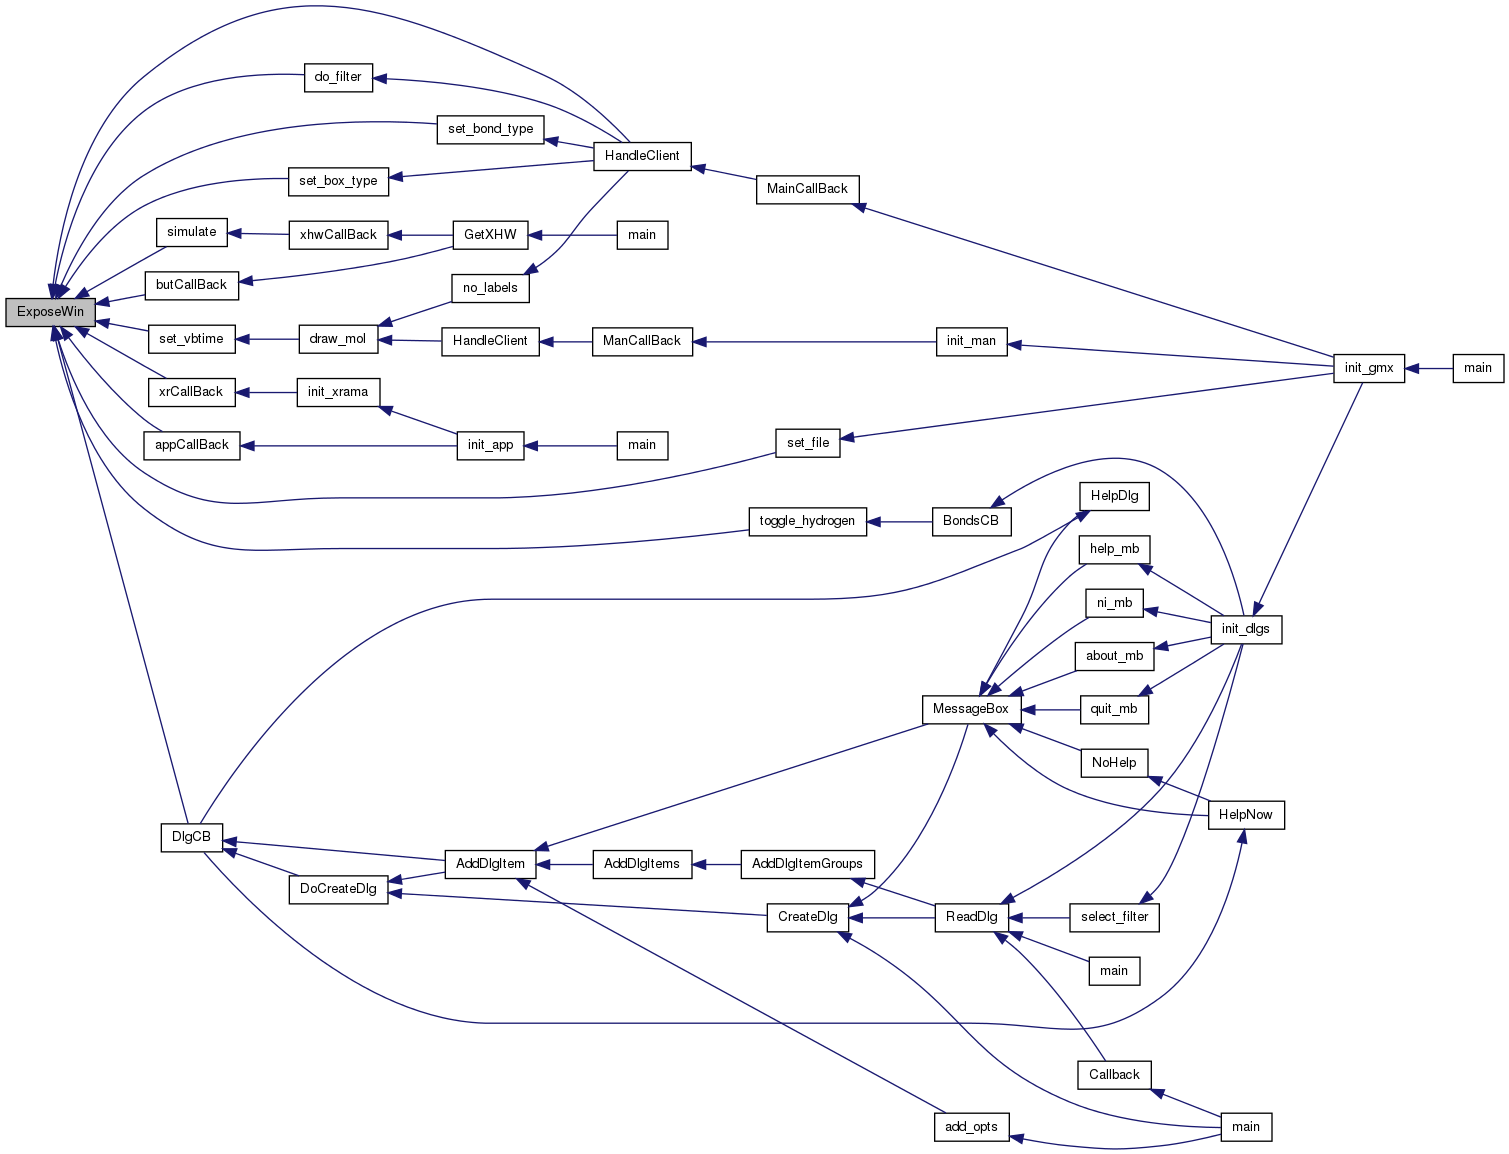 do_filter
set_bond_type
HandleClient
set_box_type
MainCallBack
simulate
xhwCallBack
GetXHW
main
butCallBack
no_labels
ExposeWin
set_vbtime
draw_mol
HandleClient
ManCallBack
init_man
init_gmx
main
xrCallBack
init_xrama
appCallBack
init_app
main
set_file
HelpDlg
toggle_hydrogen
BondsCB
help_mb
ni_mb
init_dlgs
about_mb
MessageBox
quit_mb
NoHelp
HelpNow
DlgCB
AddDlgItem
AddDlgItems
AddDlgItemGroups
DoCreateDlg
CreateDlg
ReadDlg
select_filter
main
Callback
add_opts
main